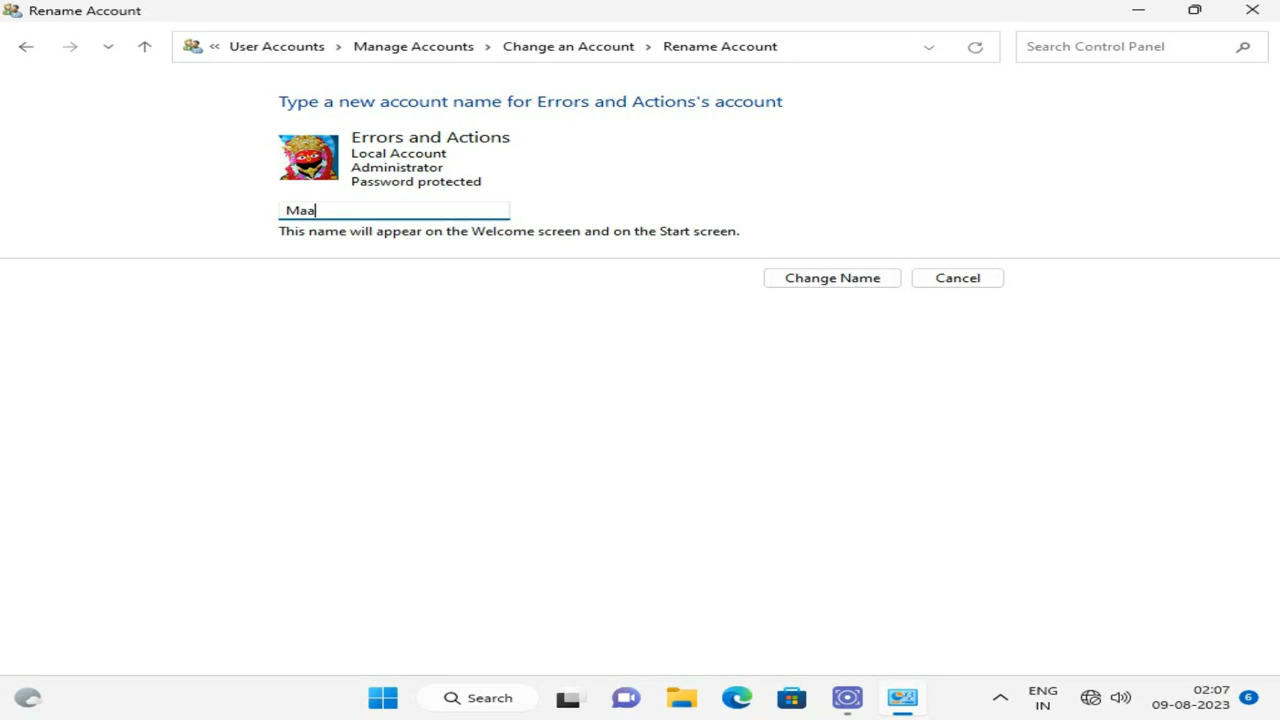 Rename Account
« User Accounts › Manage Accounts › Change an Account › Rename Account
Search Control Panel
Type a new account name for Errors and Actions's account
Errors and Actions
Local Account
Administrator
Password protected
Maa
This name will appear on the Welcome screen and on the Start screen.
Change Name
Cancel
Search
ENG
IN
02:07
09-08-2023
6